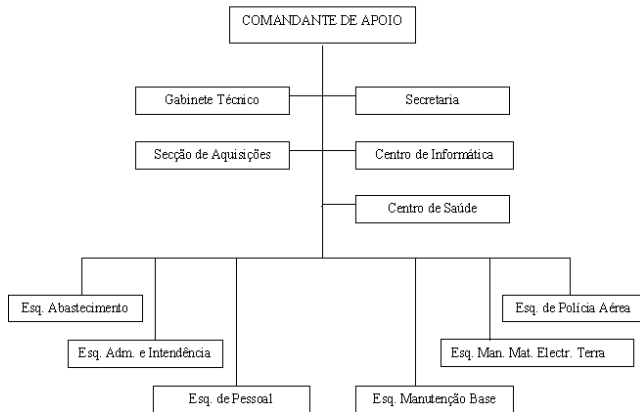 COMANDANTE DE APOIO
Gabinete Técnico
Secretaria
Secção de Aquisições
Centro de Informática
Centro de Saúde
Esq. Abastecimento
Esq. de Polícia Aérea
Esq. Adm. e Intendência
Esq. Man. Mat. Electr. Terra
Esq. de Pessoal
Esq. Manutenção Base